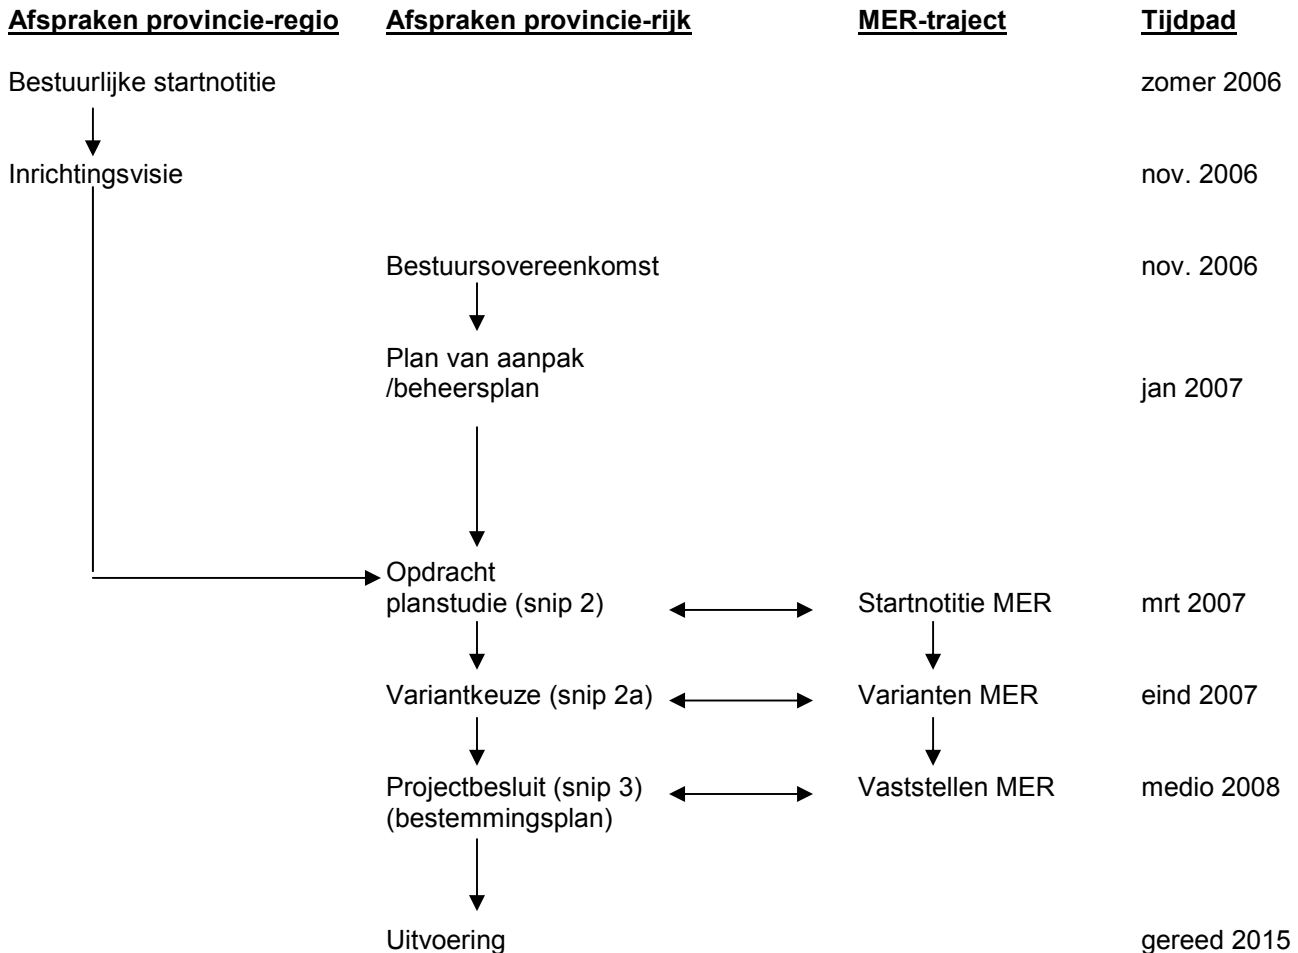 Afspraken provincie-regio Afspraken provincie-rijk MER-traject Tijdpad
Bestuurlijke startnotitie zomer 2006
Inrichtingsvisie nov. 2006
Bestuursovereenkomst nov. 2006
Plan van aanpak
/beheersplan jan 2007
Opdracht
planstudie (snip 2) Startnotitie MER mrt 2007
Variantkeuze (snip 2a) Varianten MER eind 2007
Projectbesluit (snip 3) Vaststellen MER medio 2008
(bestemmingsplan)
Uitvoering gereed 2015